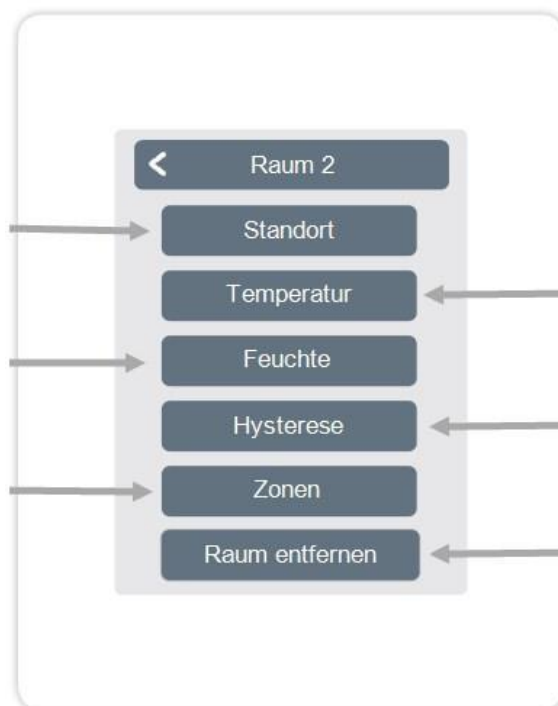 Raum 2
Standort
Temperatur
Feuchte
Hysterese
Zonen
Raum entfernen